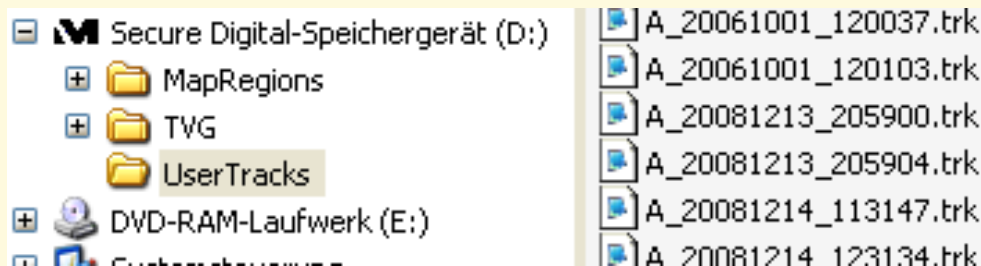 Secure Digital-Speichergerät (D:)
MapRegions
TVG
UserTracks
DVD-RAM-Laufwerk (E:)
Systemsteuerung
A_20061001_120037.trk
A_20061001_120103.trk
A_20081213_205900.trk
A_20081213_205904.trk
A_20081214_113147.trk
A_20081214_123134.trk